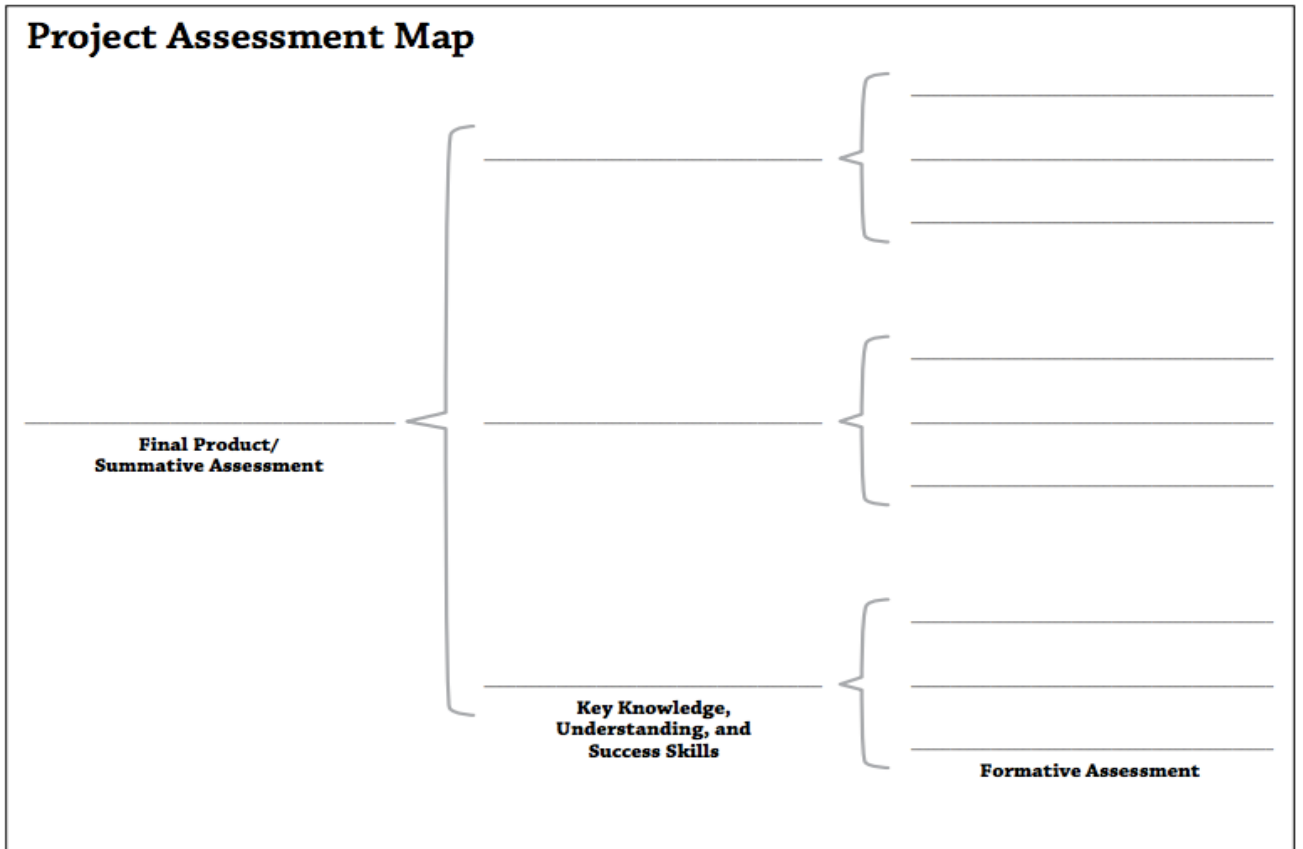 Project Assessment Map
Final Product/
Summative Assessment
Key Knowledge,
Understanding, and
Success Skills
Formative Assessment